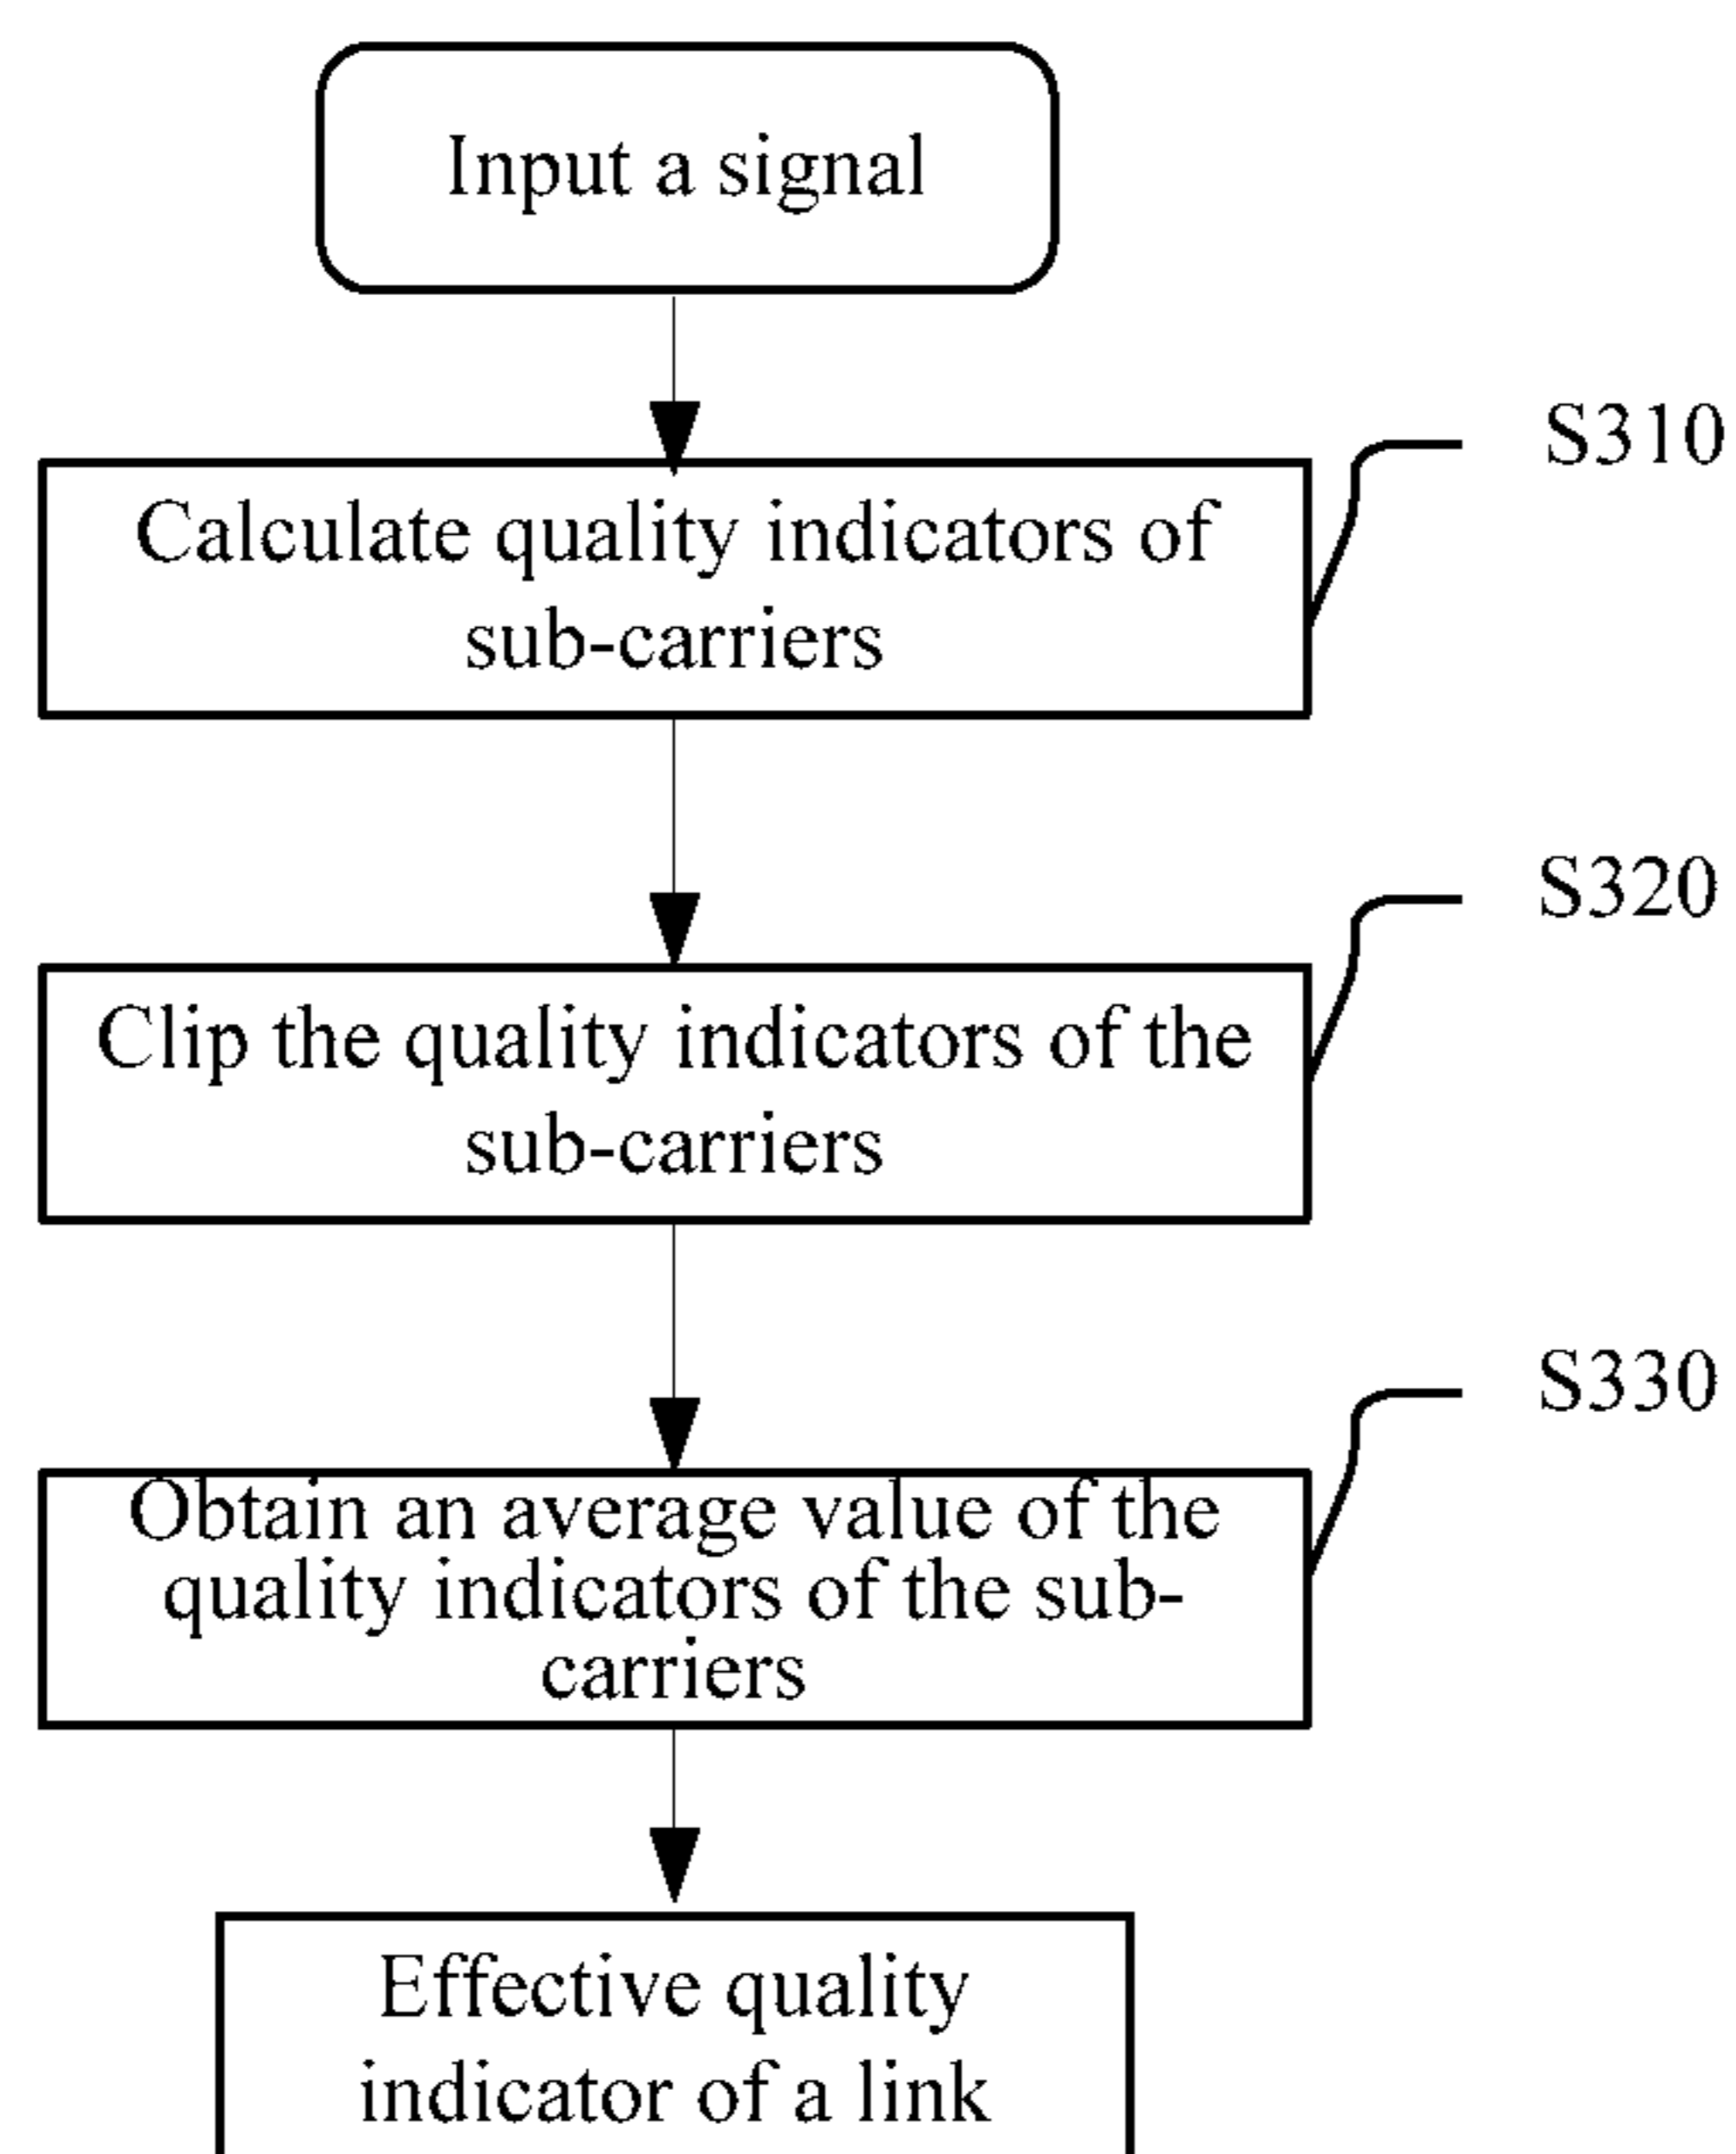 Input a signal
S310
Calculate quality indicators of
sub-carriers
S320
Clip the quality indicators of the
sub-carriers
S330
Obtain an average value of the
quality indicators of the sub-
carriers
Effective quality
indicator of a link